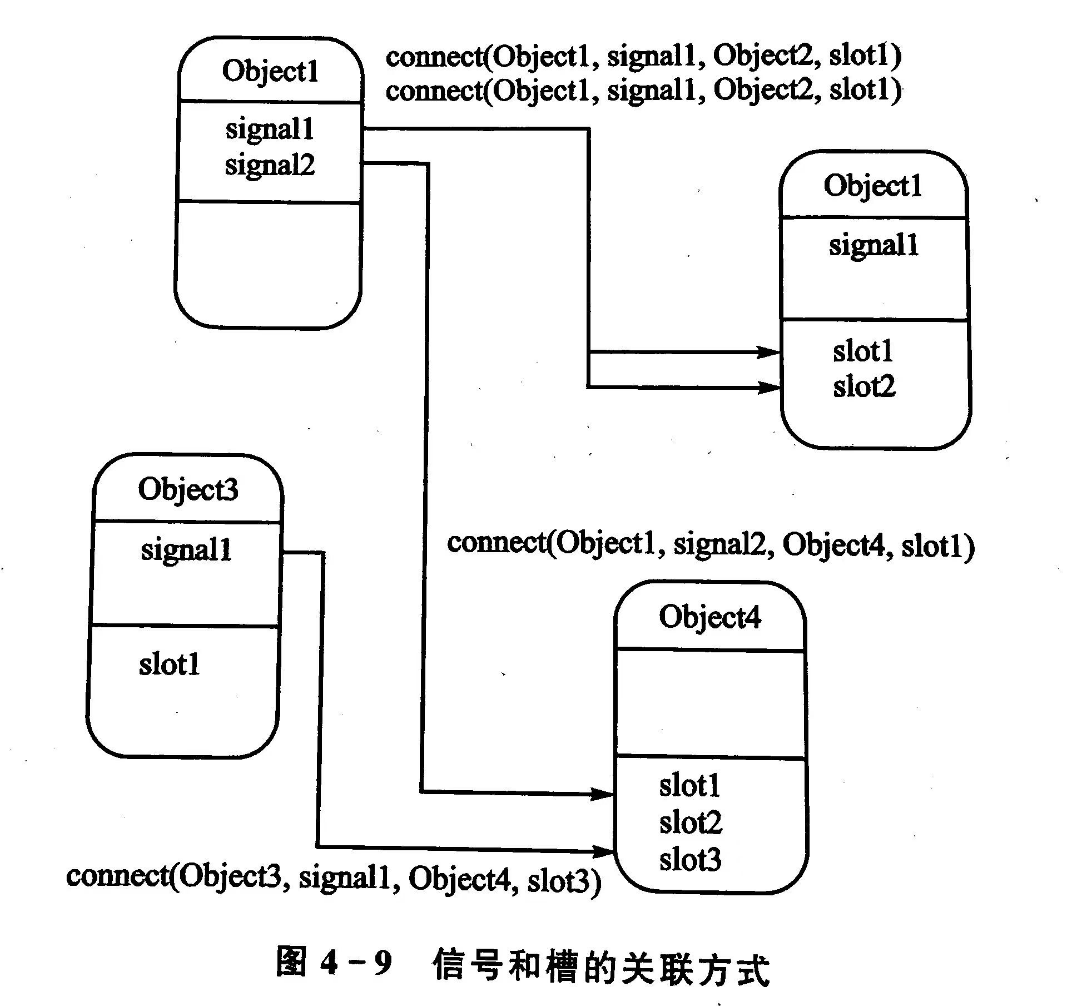 Object1
signal1
signal2
connect(Object1, signal1, Object2, slot1)
connect(Object1, signal1, Object2, slot1)
Object1
signal1
slot1
slot2
Object3
signal1
slot1
connect(Object1, signal2, Object4, slot1)
Object4
slot1
slot2
slot3
connect(Object3, signal1, Object4, slot3)
图 4-9 信号和槽的关联方式